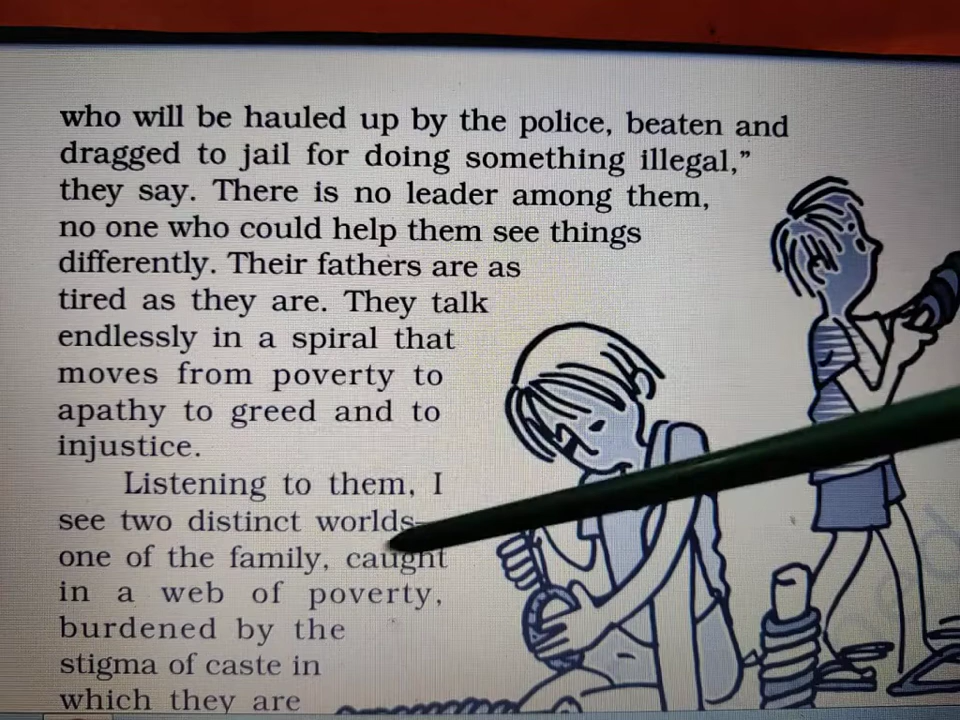 who will be hauled up by the police, beaten and
dragged to jail for doing something illegal,”
they say. There is no leader among them,
no one who could help them see things
differently. Their fathers are as
tired as they are. They talk
endlessly in a spiral that
moves from poverty to
apathy to greed and to
injustice.
Listening to them, I
see two distinct worlds—
one of the family, caught
in a web of poverty,
burdened by the
stigma of caste in
which they are